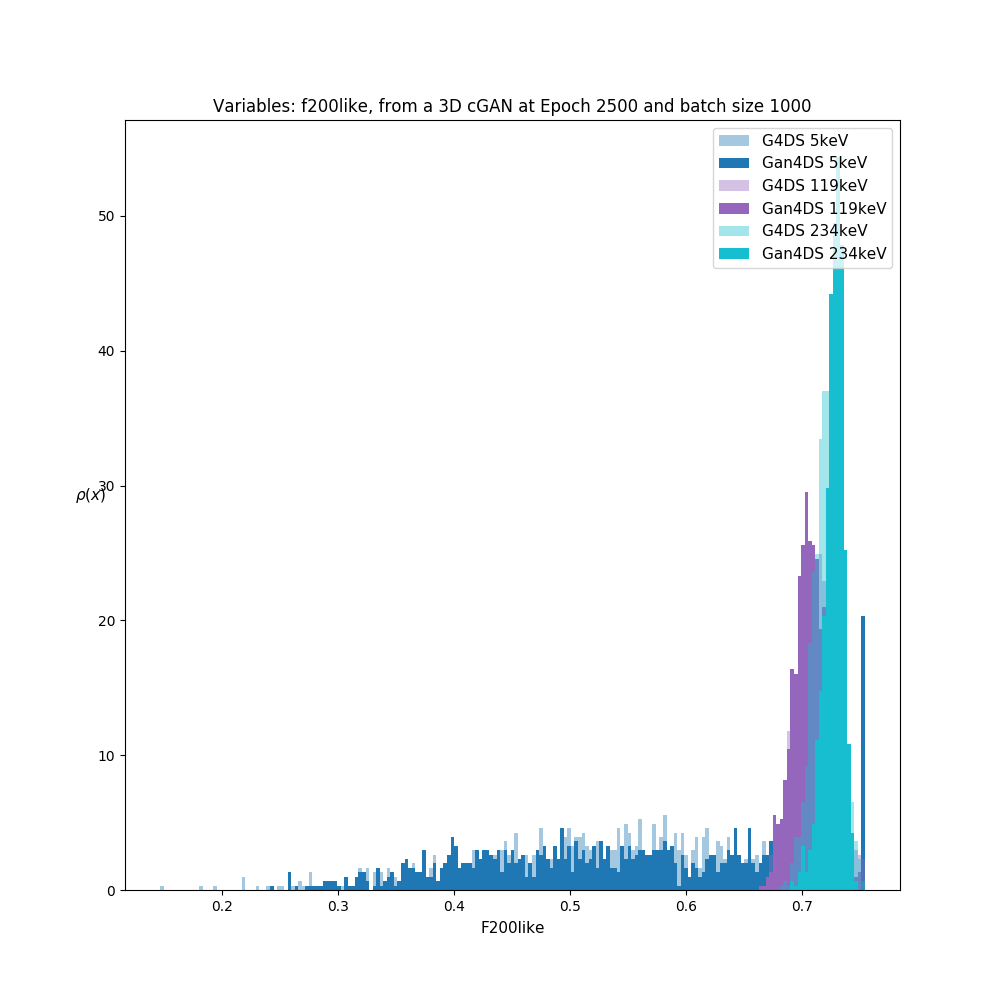 Variables: f200like, from a 3D cGAN at Epoch 2500 and batch size 1000
G4DS 5keV
Gan4DS 5keV
G4DS 119keV
Gan4DS 119keV
G4DS 234keV
Gan4DS 234keV
50
40
30
20
10
0
ρ(x)
0.2 0.3 0.4 0.5 0.6 0.7
F200like